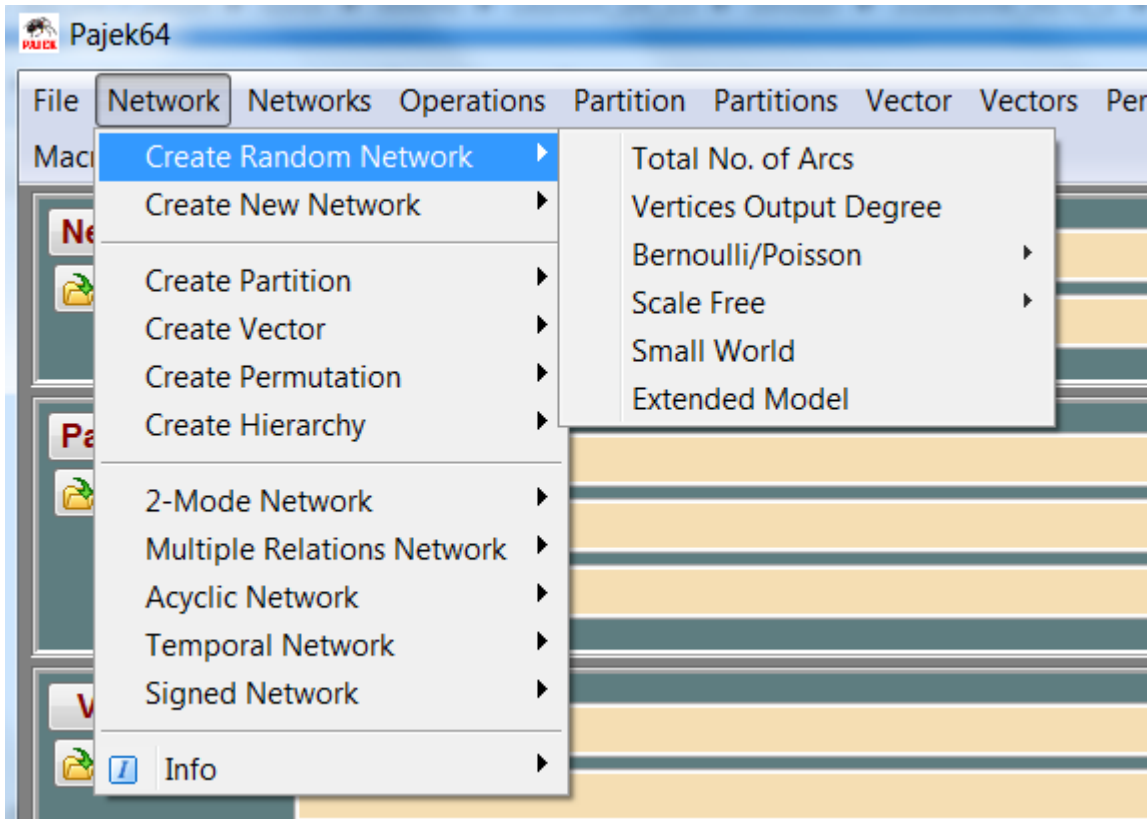 PAJEK Pajek64
File Network Networks Operations Partition Partitions Vector Vectors
Create Random Network
Create New Network
Create Partition
Create Vector
Create Permutation
Create Hierarchy
2-Mode Network
Multiple Relations Network
Acyclic Network
Temporal Network
Signed Network
Info
Total No. of Arcs
Vertices Output Degree
Bernoulli/Poisson
Scale Free
Small World
Extended Model